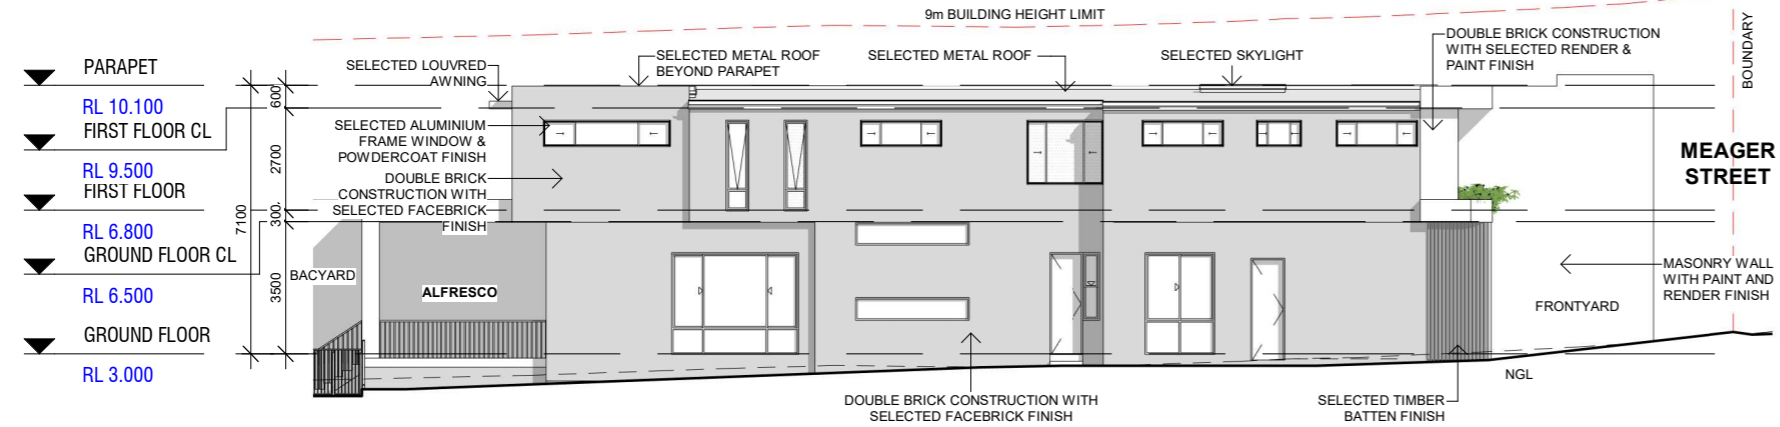 9m BUILDING HEIGHT LIMIT
BOUNDARY
PARAPET
RL 10.100
FIRST FLOOR CL
RL 9.500
FIRST FLOOR
RL 6.800
GROUND FLOOR CL
RL 6.500
GROUND FLOOR
RL 3.000
7100
600
2700
300
3500
SELECTED LOUVRED
AWNING
SELECTED METAL ROOF
BEYOND PARAPET
SELECTED METAL ROOF
SELECTED SKYLIGHT
DOUBLE BRICK CONSTRUCTION
WITH SELECTED RENDER &
PAINT FINISH
SELECTED ALUMINIUM
FRAME WINDOW &
POWDERCOAT FINISH
DOUBLE BRICK
CONSTRUCTION WITH
SELECTED FACEBRICK
FINISH
MEAGER
STREET
BACYARD
ALFRESCO
MASONRY WALL
WITH PAINT AND
RENDER FINISH
FRONTYARD
NGL
DOUBLE BRICK CONSTRUCTION WITH
SELECTED FACEBRICK FINISH
SELECTED TIMBER
BATTEN FINISH